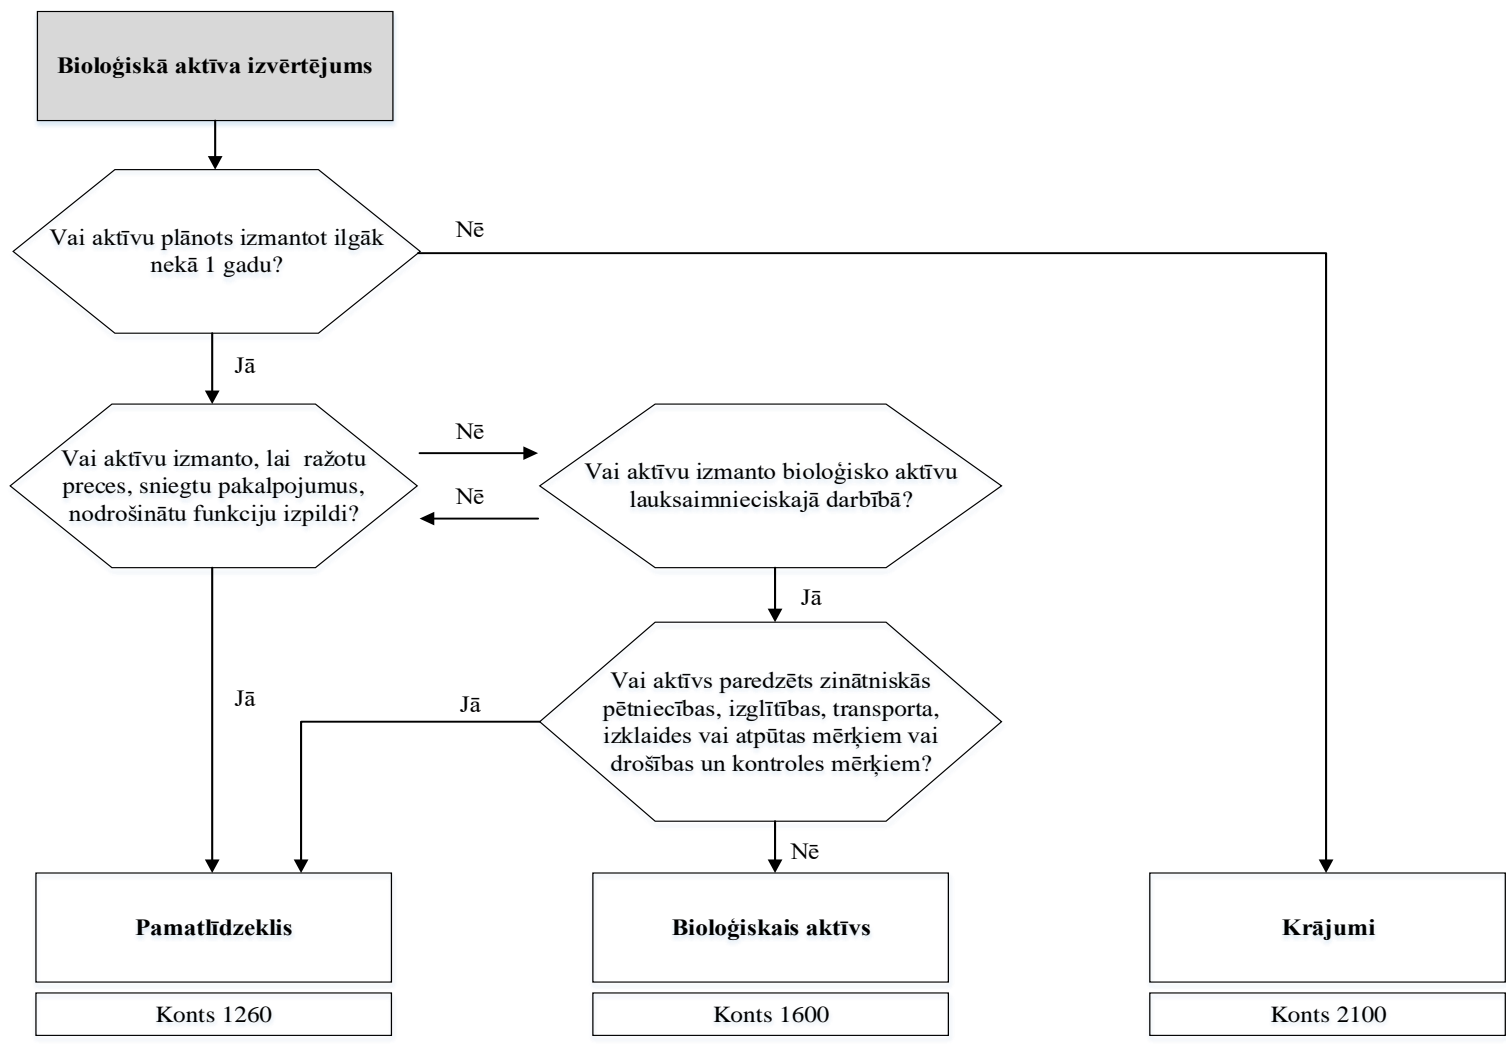 Bioloģiskā aktīva izvērtējums
Vai aktīvu plānots izmantot ilgāk
nekā 1 gadu?
Nē
Jā
Vai aktīvu izmanto, lai ražotu
preces, sniegtu pakalpojumus,
nodrošinātu funkciju izpildi?
Nē
Nē
Vai aktīvu izmanto bioloģisko aktīvu
lauksaimnieciskajā darbībā?
Jā
Jā
Jā
Vai aktīvs paredzēts zinātniskās
pētniecības, izglītības, transporta,
izklaides vai atpūtas mērķiem vai
drošības un kontroles mērķiem?
Nē
Pamatlīdzeklis
Bioloģiskais aktīvs
Krājumi
Konts 1260
Konts 1600
Konts 2100